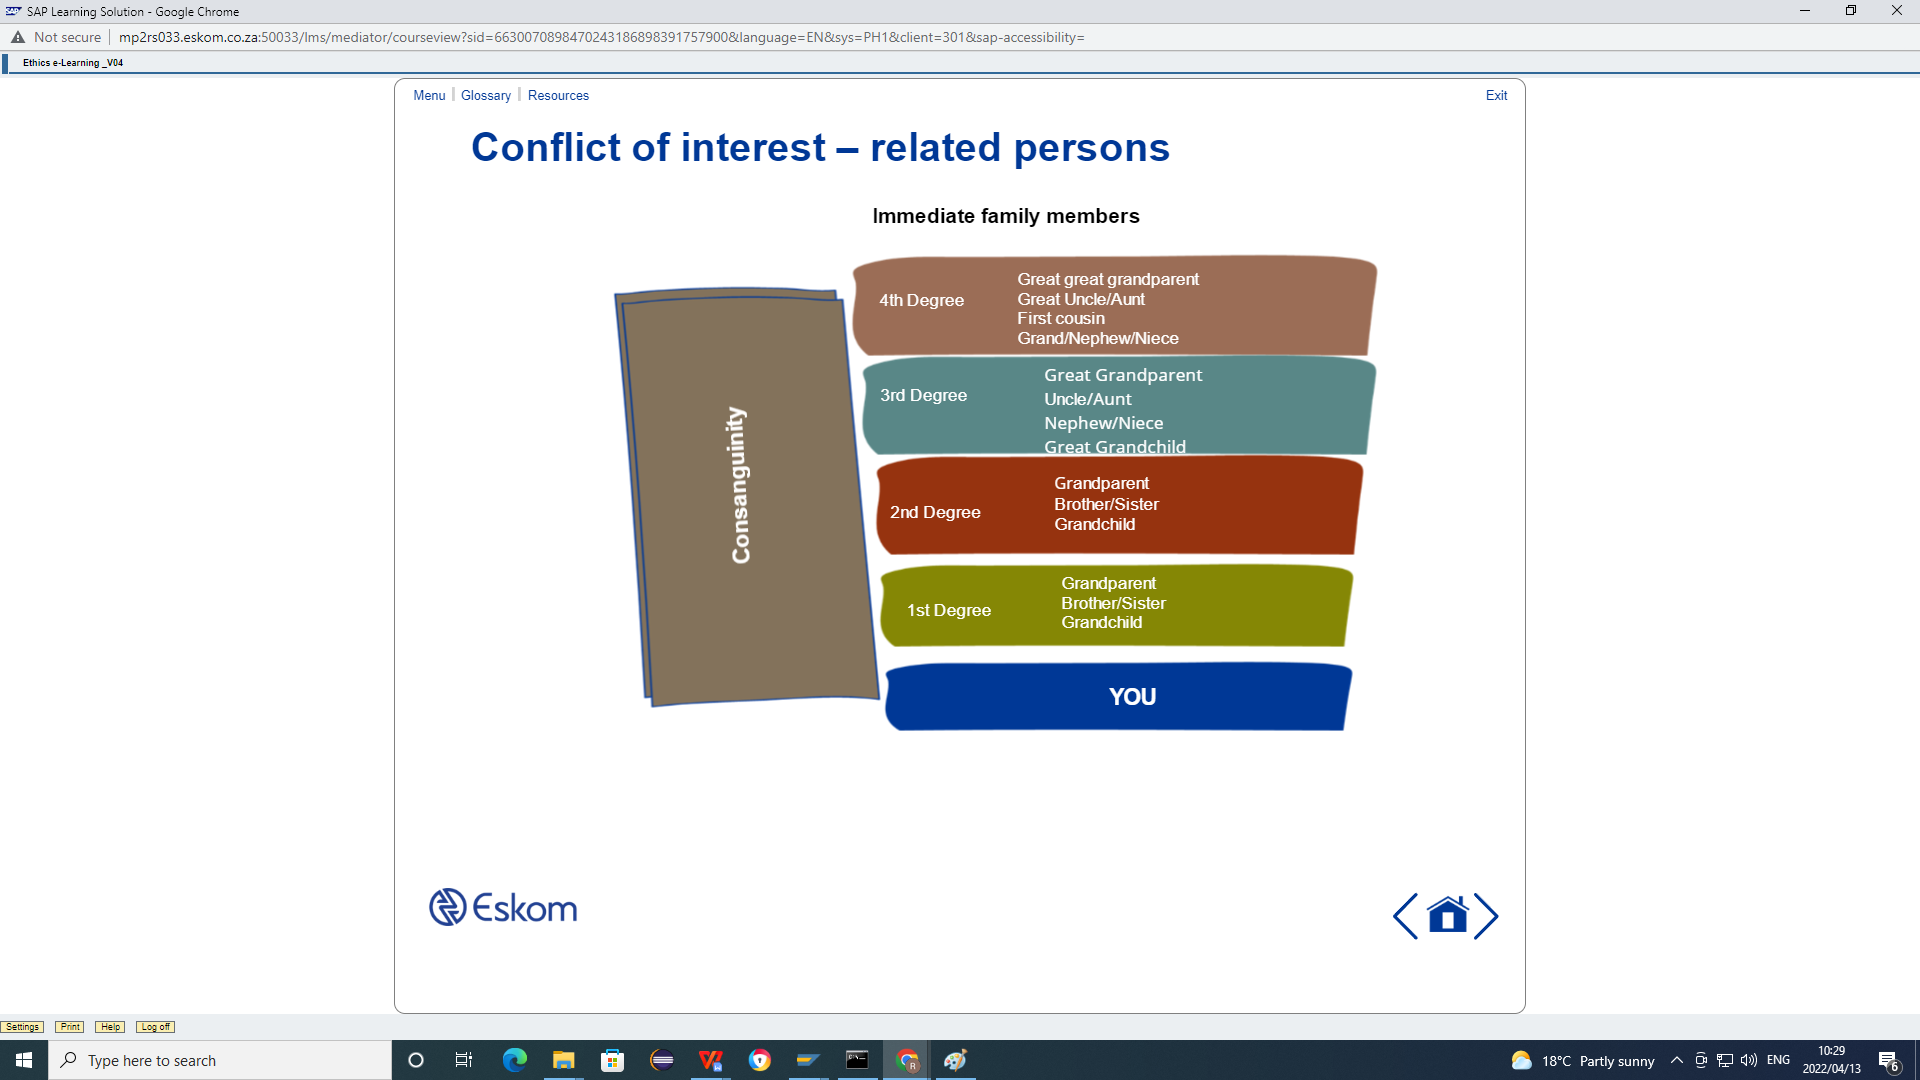 SAP Learning Solution - Google Chrome
Not secure
mp2rs033.eskom.co.za:50033/lms/mediator/courseview?sid=6630070898470243186898391757900&language=EN&sys=PH1&client=301&sap-accessibility=
Ethics e-Learning _V04
Menu Glossary Resources Exit
Conflict of interest – related persons
Immediate family members
Consanguinity
4th Degree
Great great grandparent
Great Uncle/Aunt
First cousin
Grand/Nephew/Niece
3rd Degree
Great Grandparent
Uncle/Aunt
Nephew/Niece
Great Grandchild
2nd Degree
Grandparent
Brother/Sister
Grandchild
1st Degree
Grandparent
Brother/Sister
Grandchild
YOU
Eskom
Settings Print Help Log off
Type here to search
18°C Partly sunny
ENG
10:29
2022/04/13
6